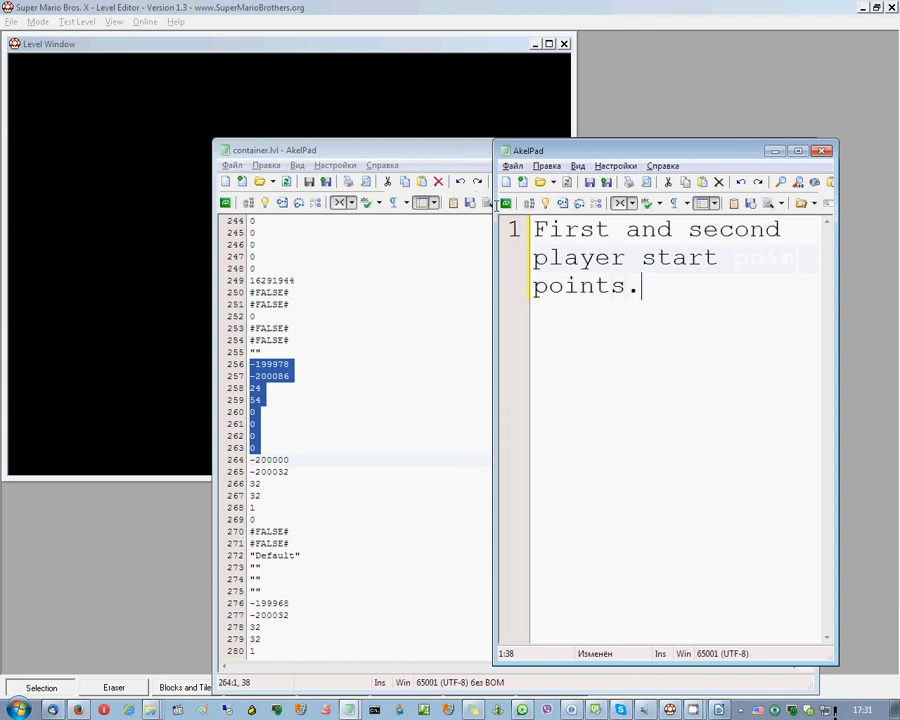 Super Mario Bros. X - Level Editor - Version 1.3 - www.SuperMarioBrothers.org
File Mode Test Level View Online Help
Level Window
container.lvl - AkelPad
Файл Правка Вид Настройки Справка
244 0
245 0
246 0
247 0
248 0
249 16291944
250 #FALSE#
251 #FALSE#
252 0
253 #FALSE#
254 #FALSE#
255 ""
256 -199978
257 -200086
258 24
259 54
260 0
261 0
262 0
263 0
264 -200000
265 -200032
266 32
267 32
268 1
269 0
270 #FALSE#
271 #FALSE#
272 "Default"
273 ""
274 ""
275 ""
276 -199968
277 -200032
278 32
279 32
280 1
264:1, 38 Ins Win 65001 (UTF-8) без BOM
AkelPad
Файл Правка Вид Настройки Справка
1 First and second
player start poin
points.
1:38 Изменён Ins Win 65001 (UTF-8)
Selection Eraser Blocks and Tile
17:31